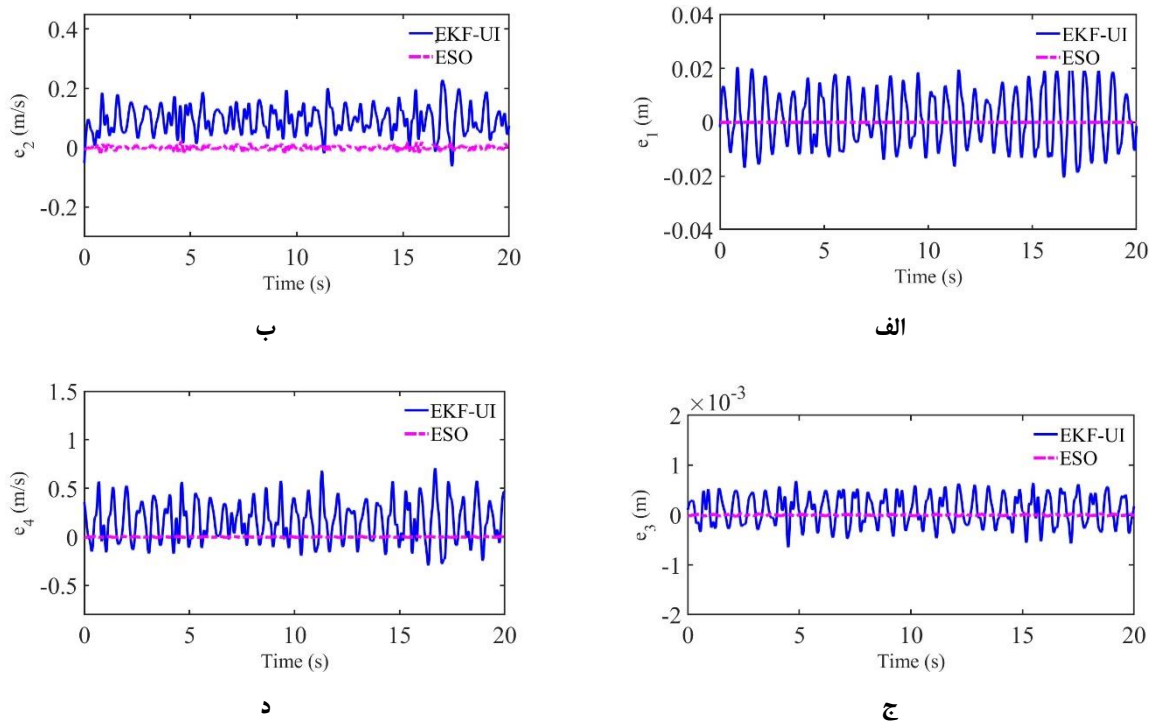 0.4
0.2
0
-0.2
e2 (m/s)
EKF-UI
ESO
0 5 10 15 20
Time (s)
ب
0.04
0.02
0
-0.02
-0.04
e1 (m)
EKF-UI
ESO
0 5 10 15 20
Time (s)
الف
1.5
1
0.5
0
-0.5
e4 (m/s)
EKF-UI
ESO
0 5 10 15 20
Time (s)
د
×10-3
2
1
0
-1
-2
e3 (m)
EKF-UI
ESO
0 5 10 15 20
Time (s)
ج